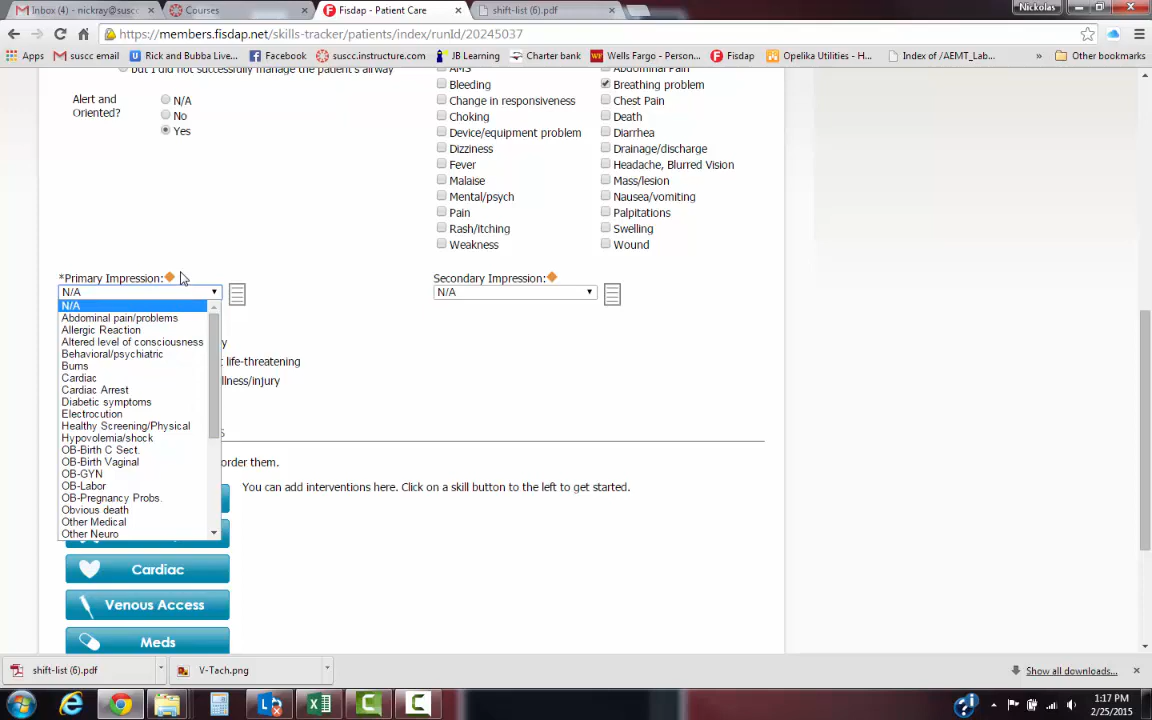 Inbox (4) - nickray@suscc
Courses
Fisdap - Patient Care
shift-list (6).pdf
Nickolas
https://members.fisdap.net/skills-tracker/patients/index/runId/20245037
Apps
suscc email
Rick and Bubba Live...
Facebook
suscc.instructure.com
JB Learning
Charter bank
Wells Fargo - Person...
Fisdap
Opelika Utilities - H...
Index of /AEMT_Lab...
»
Other bookmarks
but I did not successfully manage the patient's airway
Alert and Oriented?
N/A
No
Yes
AMS
Bleeding
Change in responsiveness
Choking
Device/equipment problem
Dizziness
Fever
Malaise
Mental/psych
Pain
Rash/itching
Weakness
Abdominal Pain
Breathing problem
Chest Pain
Death
Diarrhea
Drainage/discharge
Headache, Blurred Vision
Mass/lesion
Nausea/vomiting
Palpitations
Swelling
Wound
*Primary Impression:
N/A
Secondary Impression:
N/A
N/A
Abdominal pain/problems
Allergic Reaction
Altered level of consciousness
Behavioral/psychiatric
Burns
Cardiac
Cardiac Arrest
Diabetic symptoms
Electrocution
Healthy Screening/Physical
Hypovolemia/shock
OB-Birth C Sect.
OB-Birth Vaginal
OB-GYN
OB-Labor
OB-Pregnancy Probs.
Obvious death
Other Medical
Other Neuro
y
t life-threatening
illness/injury
5
order them.
You can add interventions here. Click on a skill button to the left to get started.
Cardiac
Venous Access
Meds
shift-list (6).pdf
V-Tach.png
Show all downloads...
1:17 PM
2/25/2015